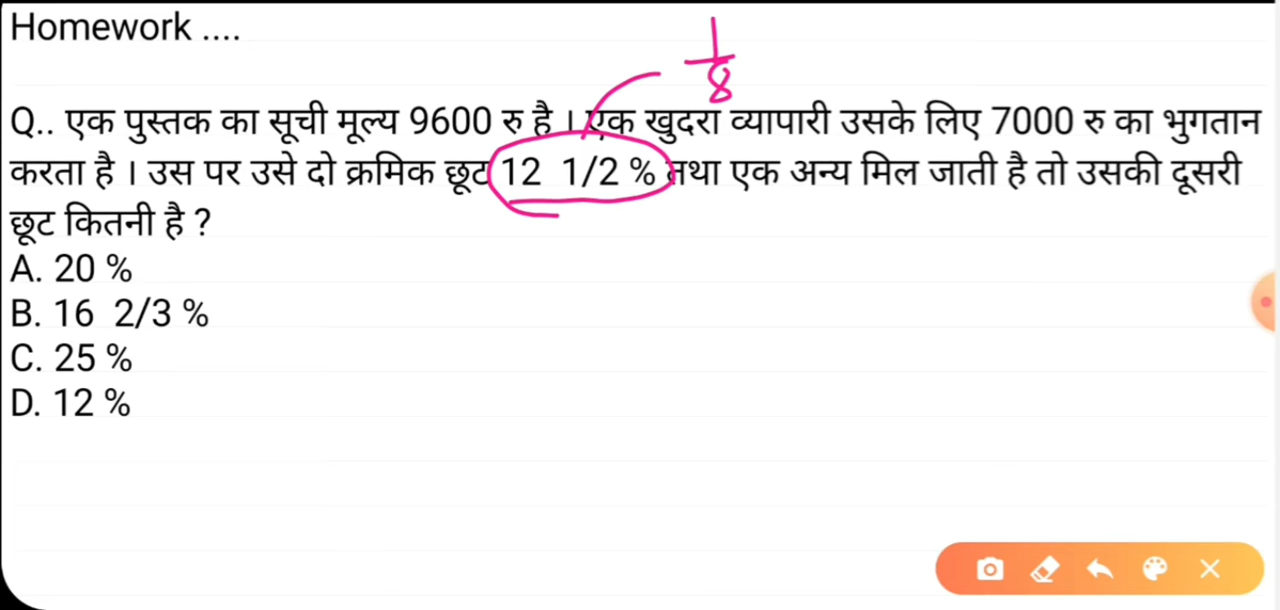 Homework ....
1
8
Q.. एक पुस्तक का सूची मूल्य 9600 रु है । एक खुदरा व्यापारी उसके लिए 7000 रु का भुगतान
करता है । उस पर उसे दो क्रमिक छूट 12 1/2 % तथा एक अन्य मिल जाती है तो उसकी दूसरी
छूट कितनी है ?
A. 20 %
B. 16 2/3 %
C. 25 %
D. 12 %